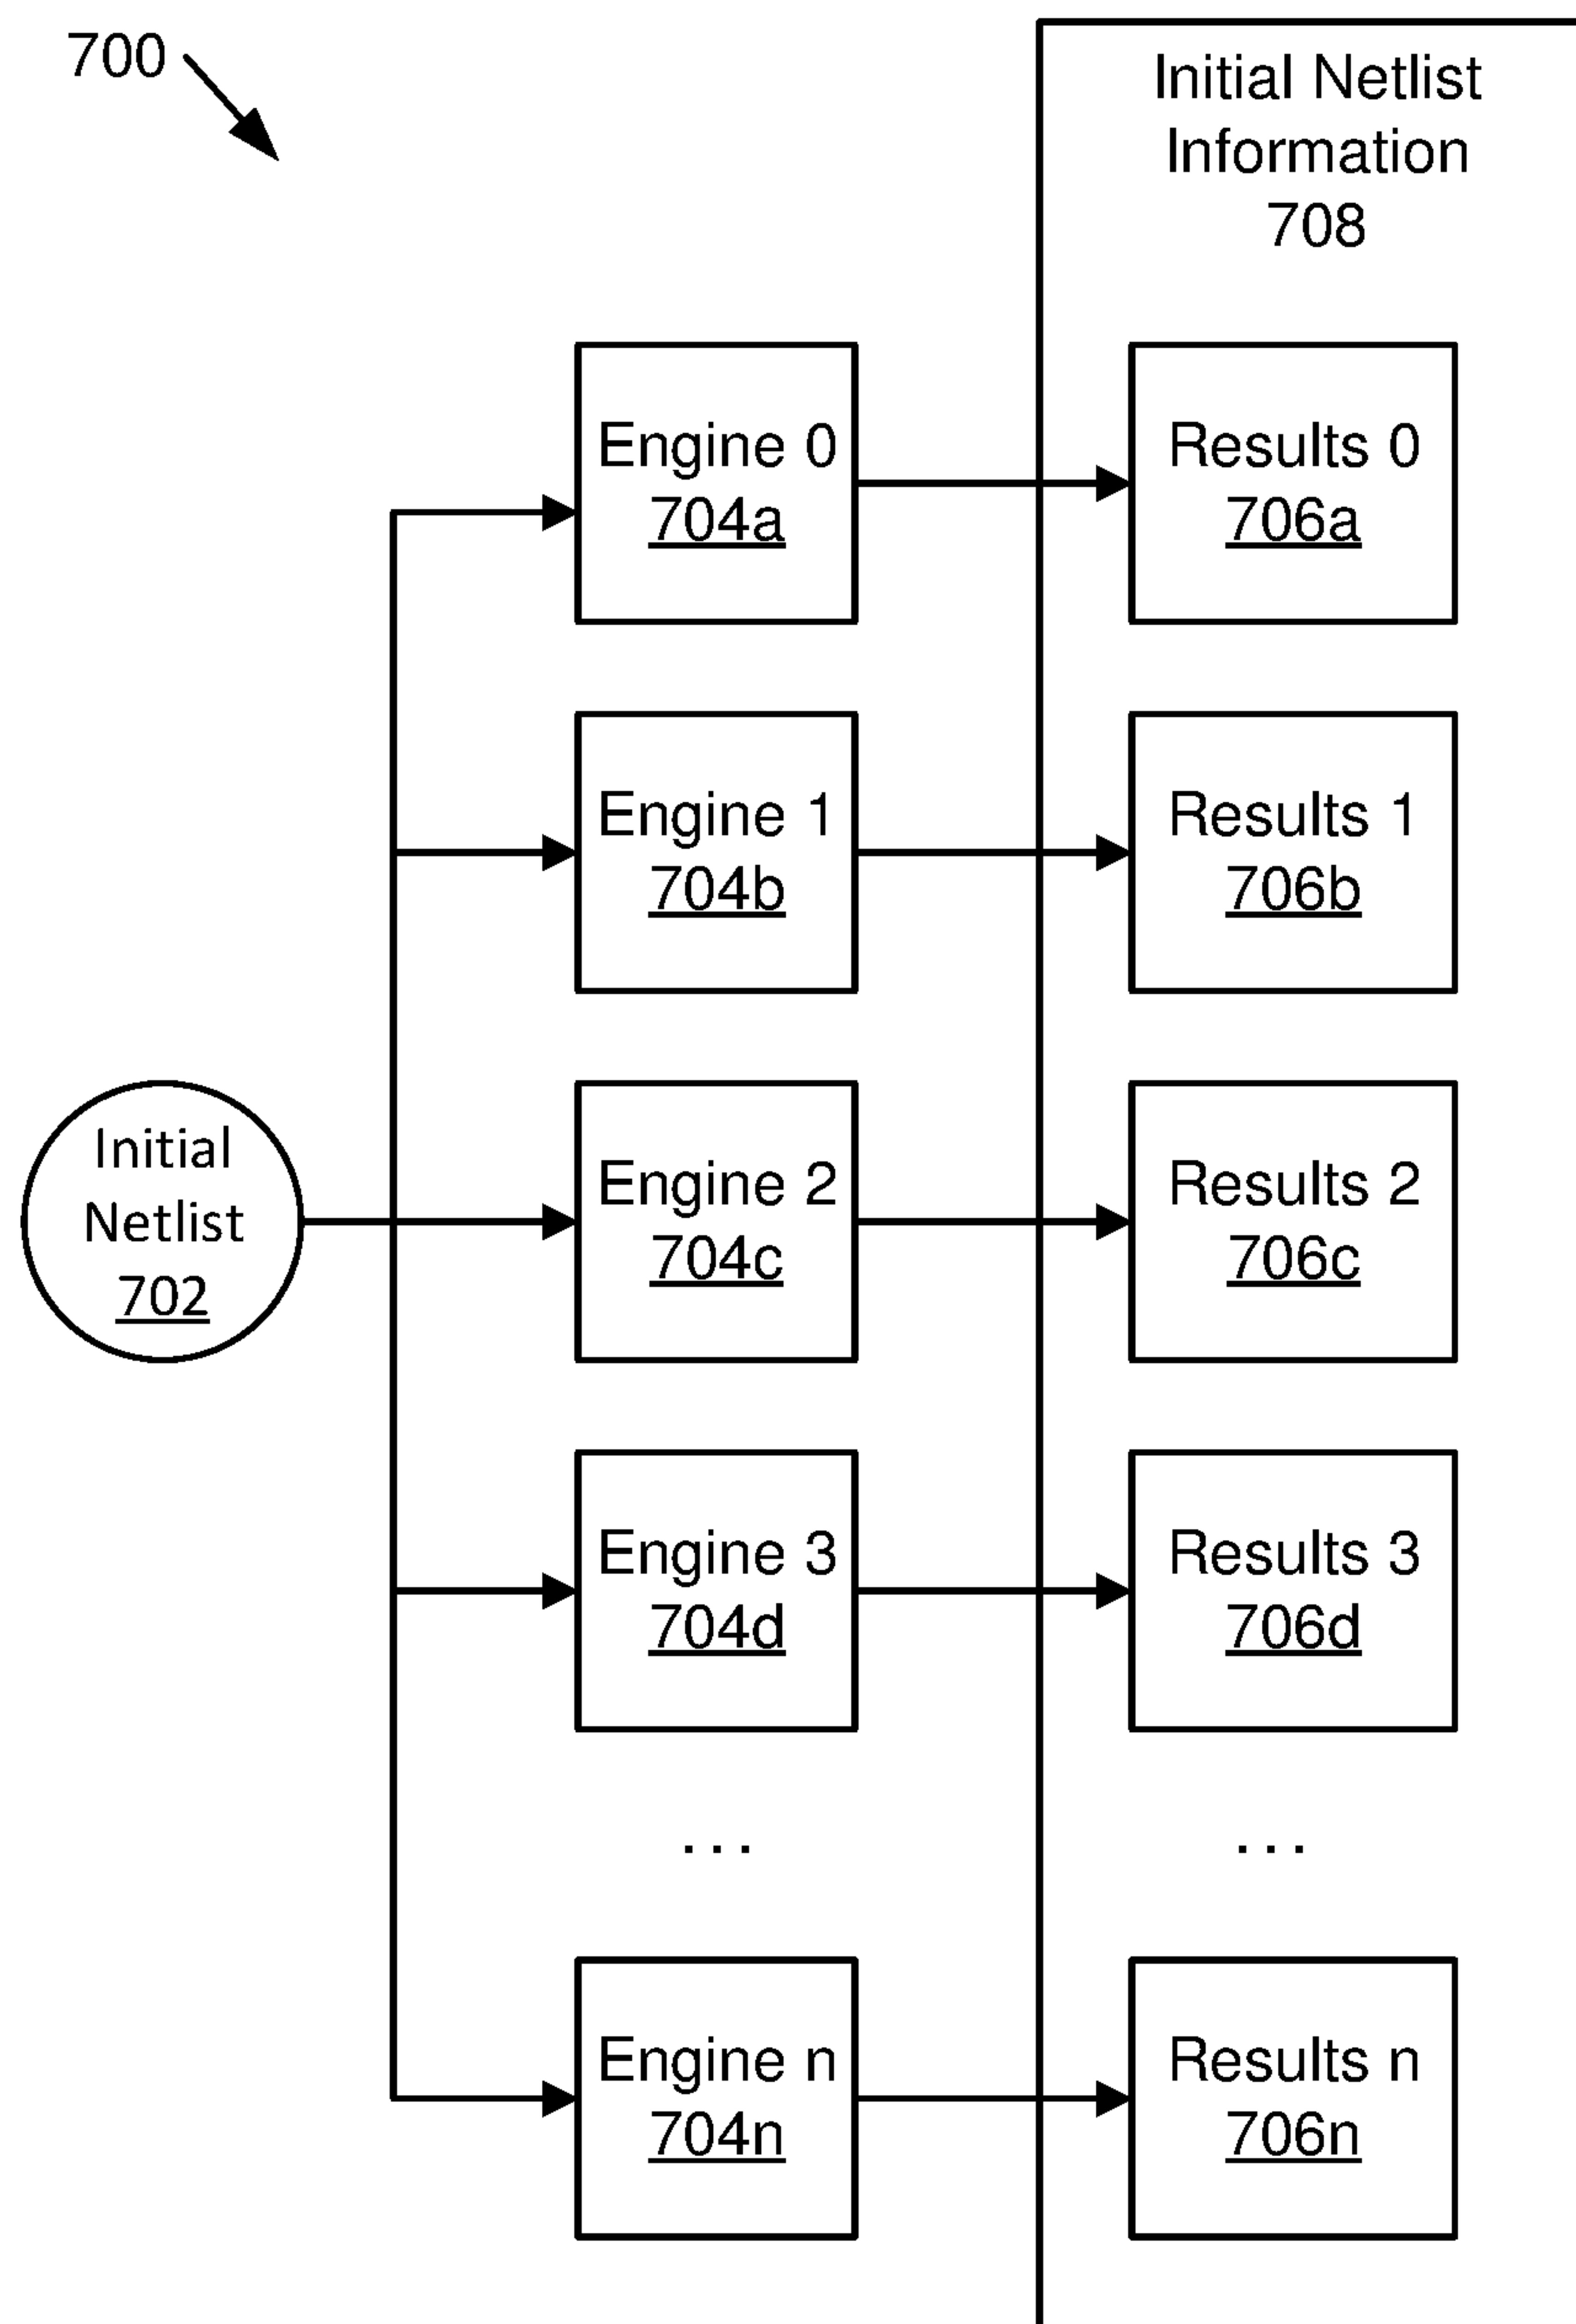 700
Initial Netlist
Information
708
Engine 0
704a
Results 0
706a
Engine 1
704b
Results 1
706b
Initial
Netlist
702
Engine 2
704c
Results 2
706c
Engine 3
704d
Results 3
706d
...
...
Engine n
704n
Results n
706n